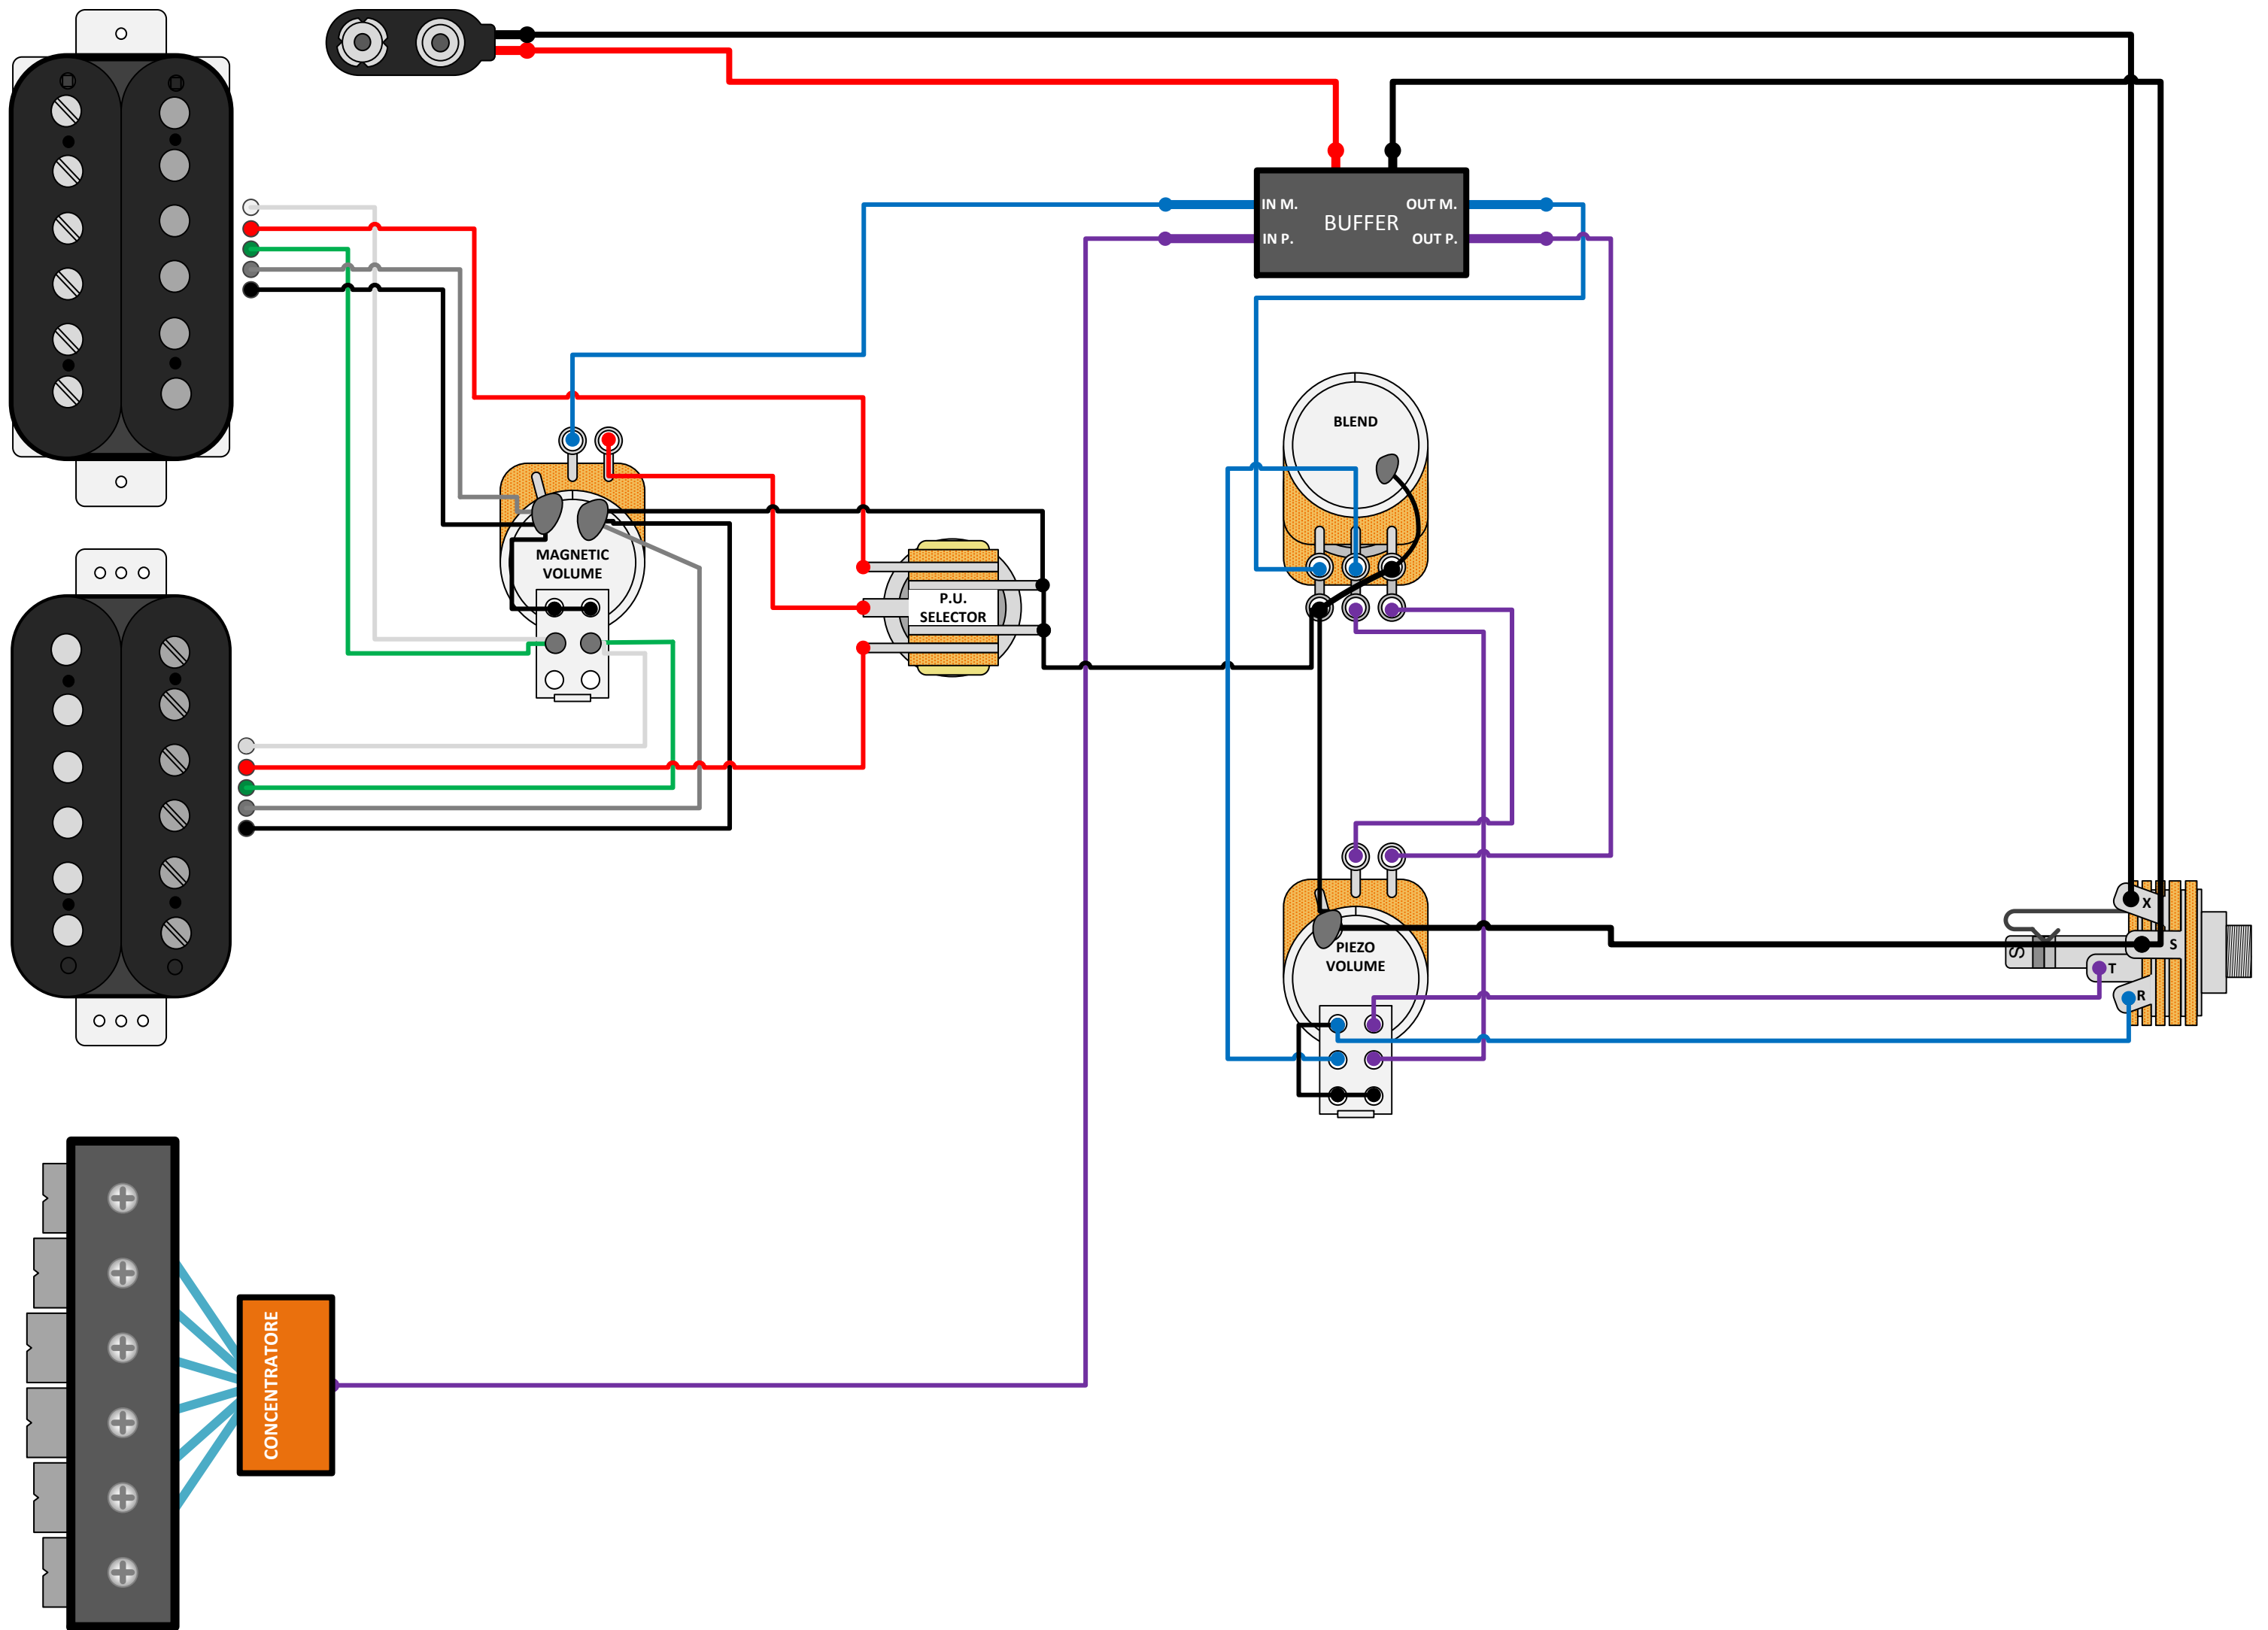 IN M.
OUT M.
BUFFER
IN P.
OUT P.
BLEND
MAGNETIC
VOLUME
P.U.
SELECTOR
PIEZO
VOLUME
X
S
S
T
R
CONCENTRATORE